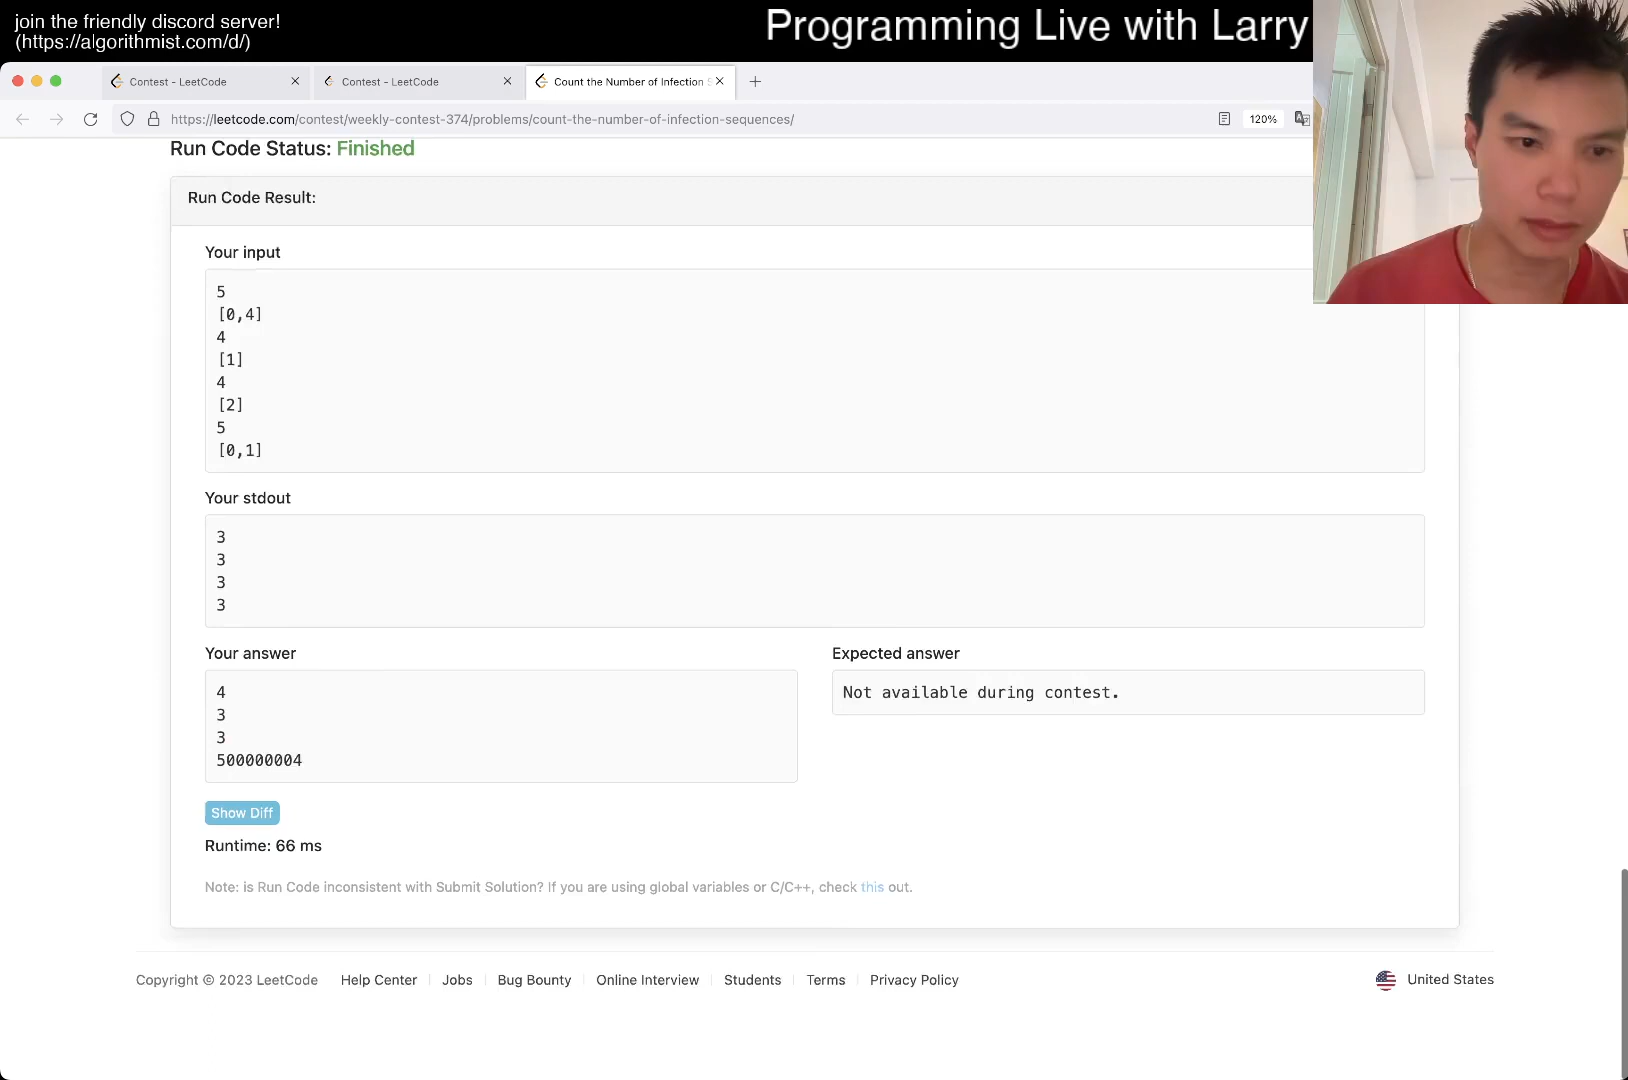 join the friendly discord server!
(https://algorithmist.com/d/)
Programming Live with Larry
Contest - LeetCode
Contest - LeetCode
Count the Number of Infection S
https://leetcode.com/contest/weekly-contest-374/problems/count-the-number-of-infection-sequences/
120%
Run Code Status: Finished
Run Code Result:
Your input
5
[0,4]
4
[1]
4
[2]
5
[0,1]
Your stdout
3
3
3
3
Your answer
Expected answer
4
3
3
500000004
Not available during contest.
Show Diff
Runtime: 66 ms
Note: is Run Code inconsistent with Submit Solution? If you are using global variables or C/C++, check this out.
Copyright © 2023 LeetCode
Help Center
Jobs
Bug Bounty
Online Interview
Students
Terms
Privacy Policy
United States